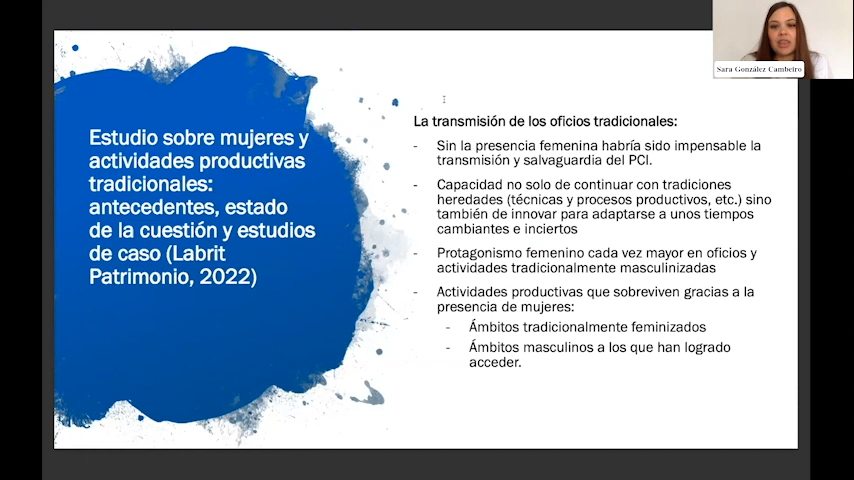 Sara González Cambeiro
Estudio sobre mujeres y
actividades productivas
tradicionales:
antecedentes, estado
de la cuestión y estudios
de caso (Labrit
Patrimonio, 2022)
La transmisión de los oficios tradicionales:
- Sin la presencia femenina habría sido impensable la
transmisión y salvaguardia del PCI.
- Capacidad no solo de continuar con tradiciones
heredades (técnicas y procesos productivos, etc.) sino
también de innovar para adaptarse a unos tiempos
cambiantes e inciertos
- Protagonismo femenino cada vez mayor en oficios y
actividades tradicionalmente masculinizadas
- Actividades productivas que sobreviven gracias a la
presencia de mujeres:
- Ámbitos tradicionalmente feminizados
- Ámbitos masculinos a los que han logrado
acceder.